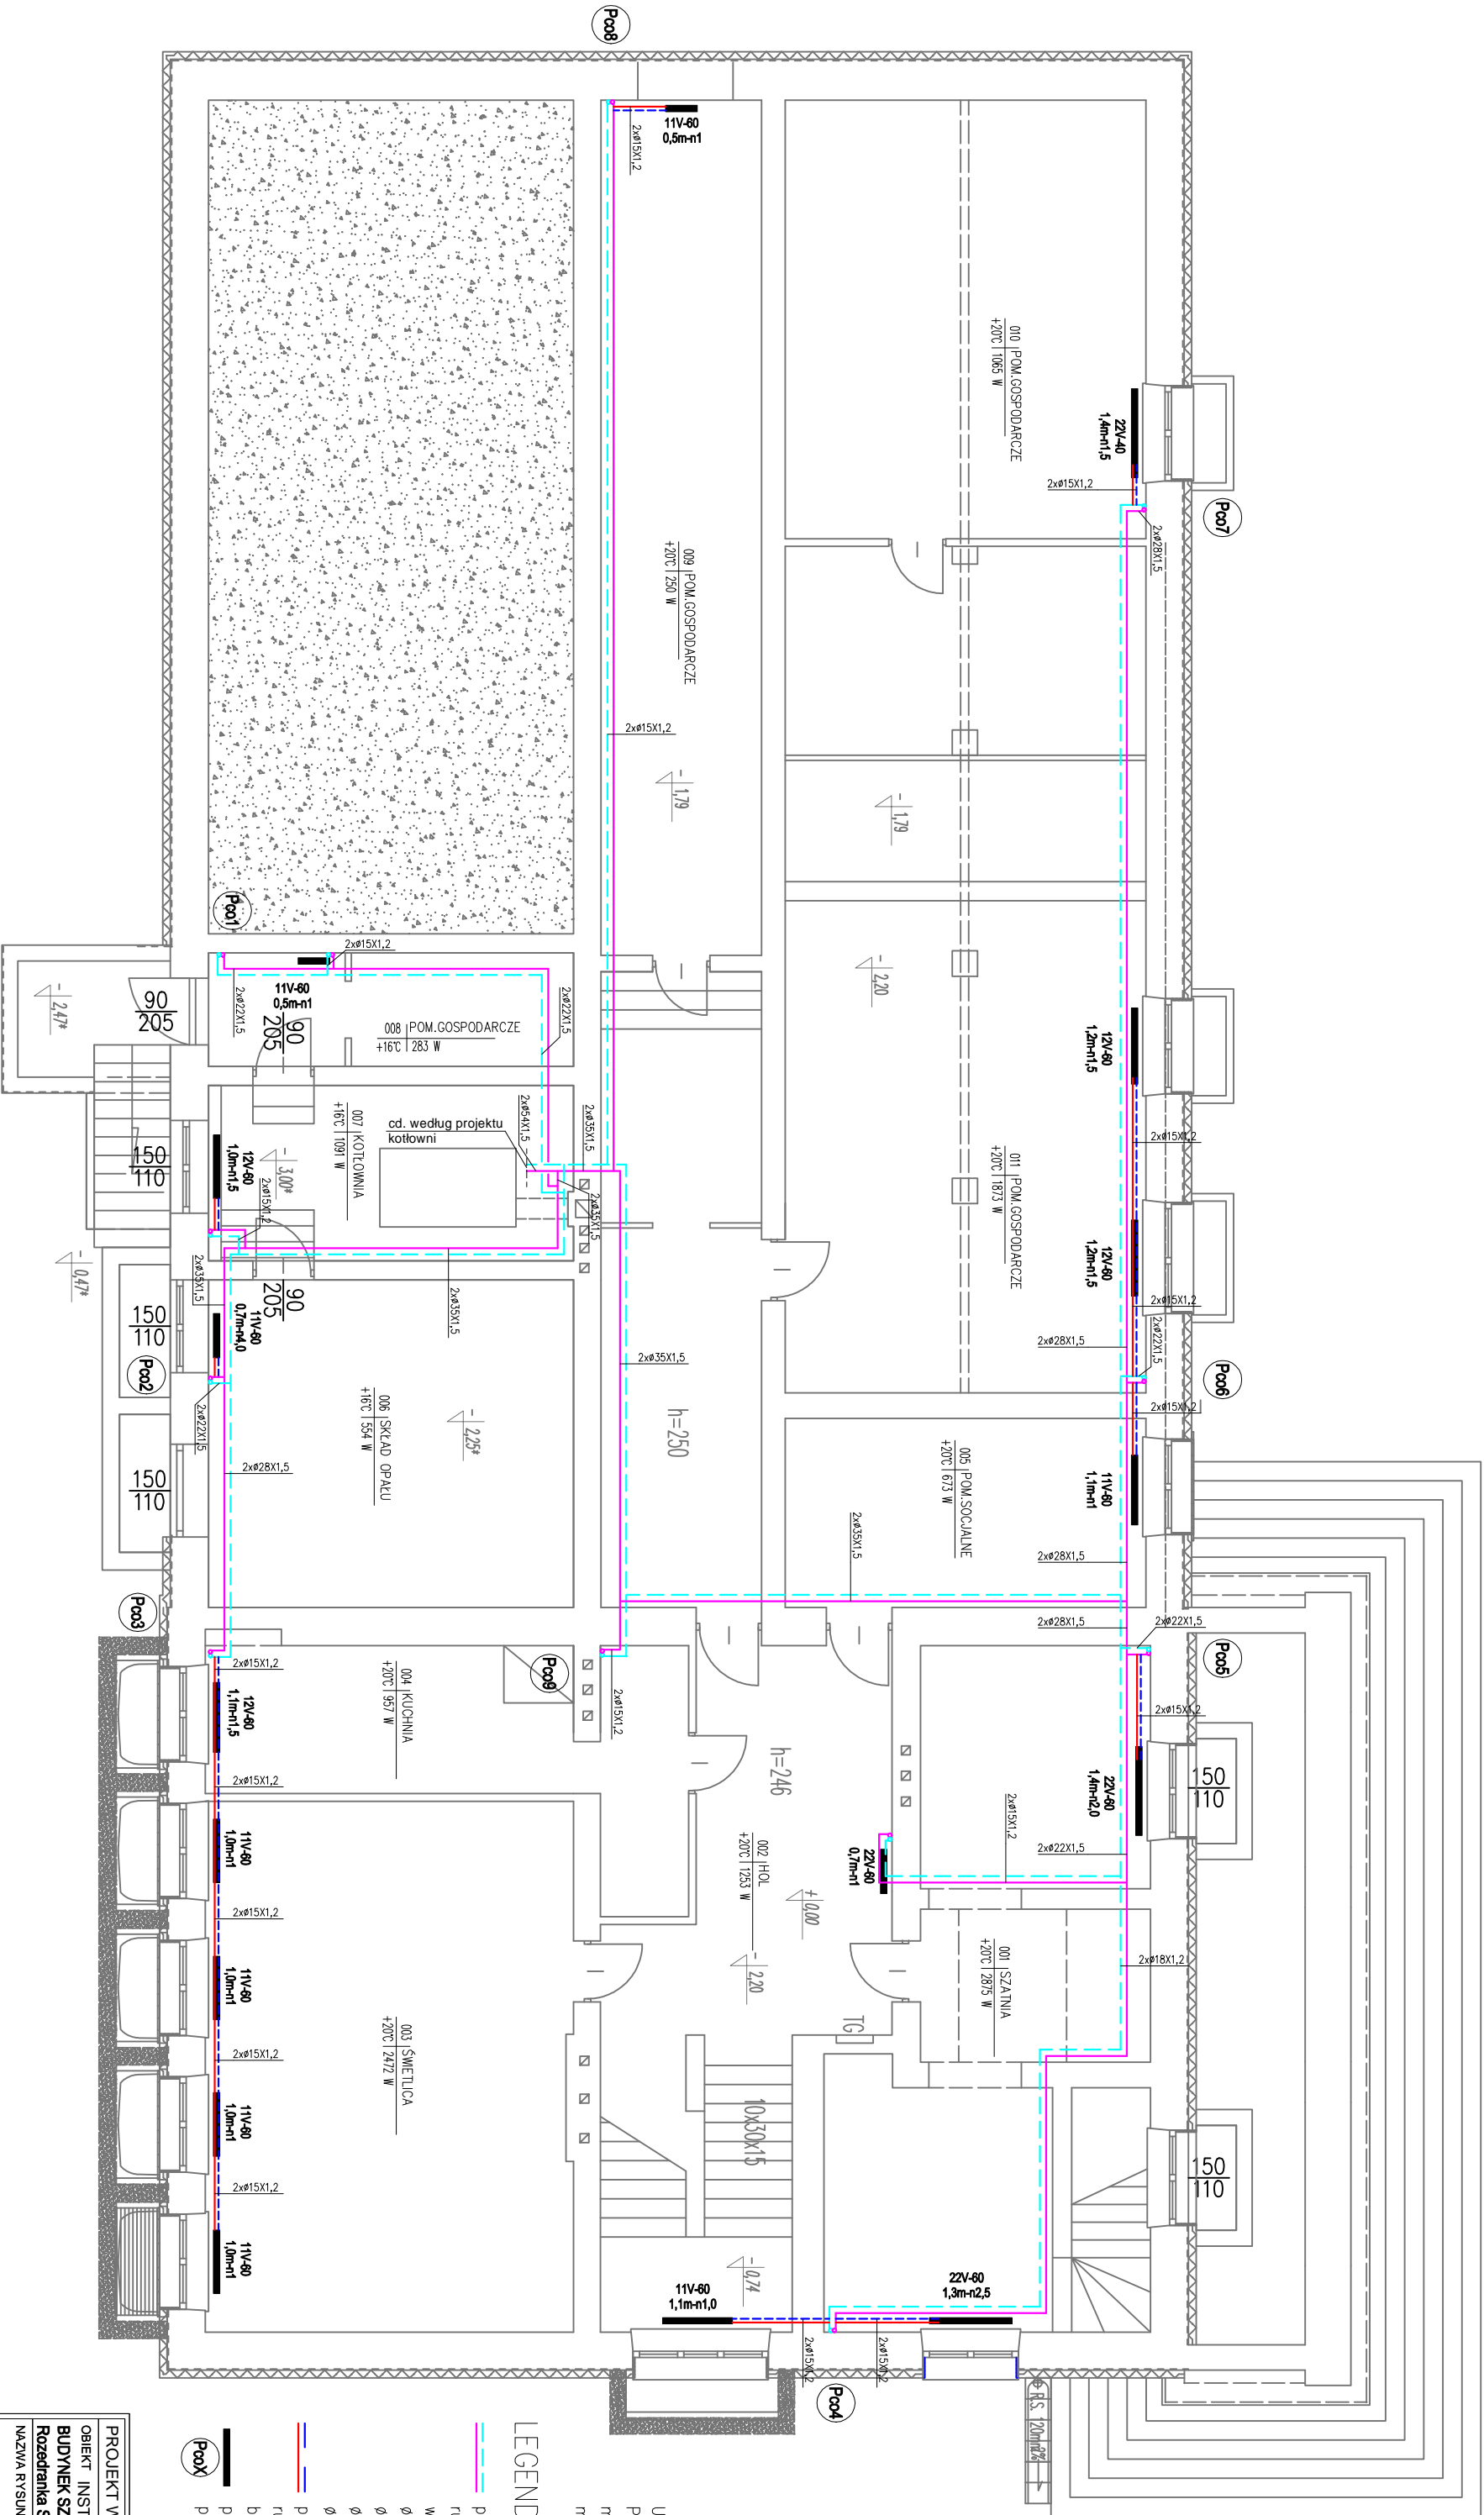 Pco8
11V-60
0,5m-n1
2xø15X1,2
010 POM.GOSPODARCZE
+20°C 1065 W
22V-40
1,4m-n1,5
2xø15X1,2
Pco7
2xø28X1,5
009 POM.GOSPODARCZE
+20°C 250 W
2xø15X1,2
- 1,79
- 1,79
- 2,20
Pco1
2xø15X1,2
11V-60
0,5m-n1
2xø22X1,5
2xø22X1,5
90
205
008 POM.GOSPODARCZE
+16°C 283 W
- 2,47*
90
205
007 KOTŁOWNIA
+16°C 1091 W
cd. według projektu
kotłowni
2xø54X1,5
2xø35X1,5
2xø35X1,5
011 POM.GOSPODARCZE
+20°C 1873 W
12V-60
1,2m-n1,5
2xø15X1,2
12V-60
1,2m-n1,5
2xø15X1,2
2xø28X1,5
2xø22X1,5
Pco6
2xø15X1,2
150
110
12V-60
1,0m-n1,5
- 3,00*
2xø15X1,2
- 0,47*
2xø35X1,5
90
205
11V-60
0,7m-n4,0
2xø35X1,5
150
110
Pco2
2xø22X1,5
2xø35X1,5
h=250
006 SKŁAD OPAŁU
+16°C 554 W
- 2,25*
2xø28X1,5
150
110
005 POM.SOCJALNE
+20°C 673 W
11V-60
1,1m-n1
2xø35X1,5
2xø28X1,5
2xø28X1,5
2xø22X1,5
Pco5
Pco3
2xø15X1,2
12V-60
1,1m-n1,5
004 KUCHNIA
+20°C 957 W
Pco9
2xø15X1,2
2xø15X1,2
22V-60
1,4m-n2,0
150
110
h=246
2xø15X1,2
2xø15X1,2
2xø22X1,5
22V-60
0,7m-n1
002 HOL
+20°C 1253 W
+ 0,00
- 2,20
001 SZATNIA
+20°C 2875 W
2xø18X1,2
TG
11V-60
1,0m-n1
2xø15X1,2
11V-60
1,0m-n1
2xø15X1,2
003 ŚWIETLICA
+20°C 2472 W
11V-60
1,0m-n1
2xø15X1,2
11V-60
1,0m-n1
10x30x15
150
110
- 0,74
11V-60
1,1m-n1,0
22V-60
1,3m-n2,5
2xø15X1,2
2xø15X1,2
Pco4
R.S. 120mm2%
LEGEND
PcoX
PROJEKT W
OBIEKT INST
BUDYNEK SZ
Rozedranka S
NAZWA RYSUN